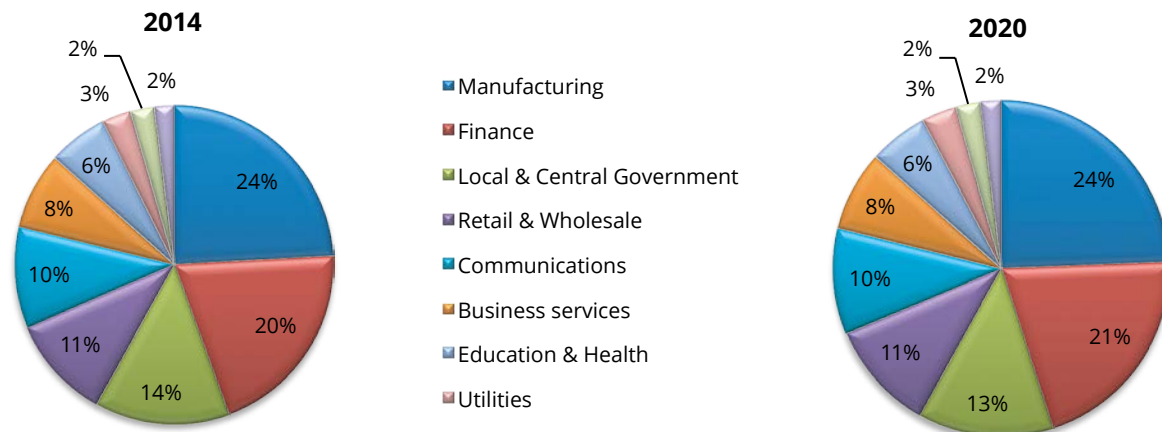 2014
2%
2%
3%
6%
24%
8%
10%
20%
11%
14%
Manufacturing
Finance
Local & Central Government
Retail & Wholesale
Communications
Business services
Education & Health
Utilities
2020
2%
2%
3%
6%
24%
8%
10%
21%
11%
13%